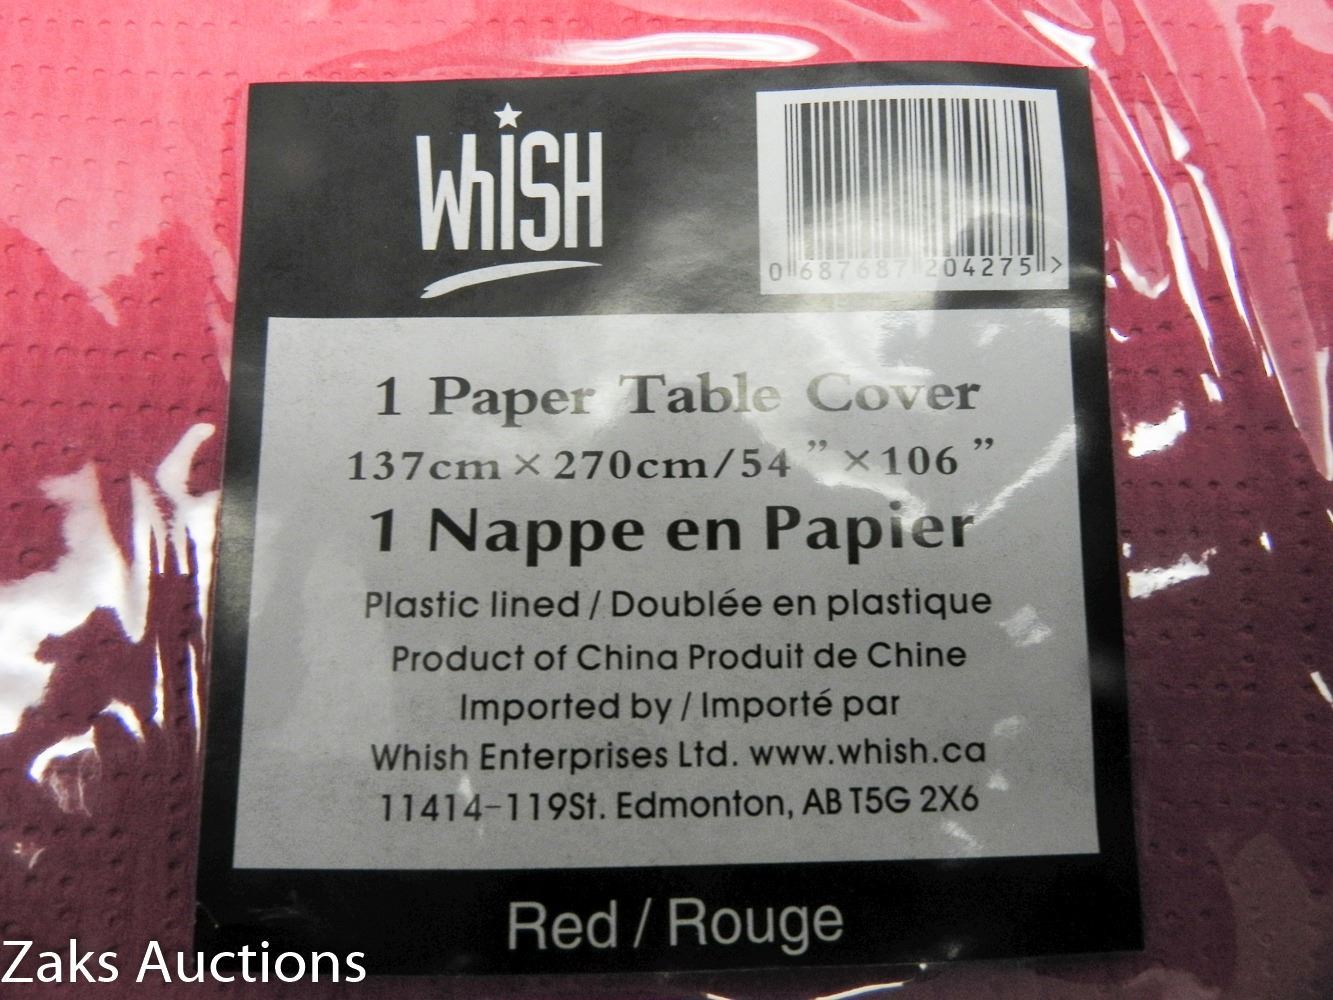 WhiSH
0 687687 204275 >
1 Paper Table Cover
137cm × 270cm/54 ” ×106 ”
1 Nappe en Papier
Plastic lined / Doublée en plastique
Product of China Produit de Chine
Imported by / Importé par
Whish Enterprises Ltd. www.whish.ca
11414-119St. Edmonton, AB T5G 2X6
Red / Rouge
Zaks Auctions